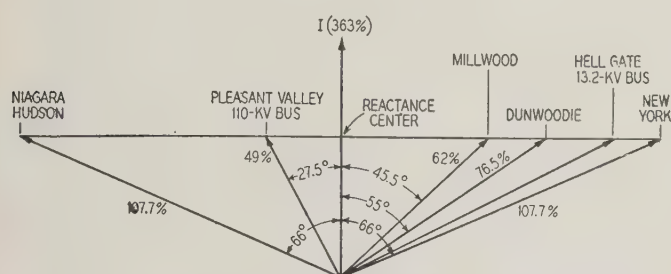 I (363%)
NIAGARA
HUDSON
PLEASANT VALLEY
110-KV BUS
REACTANCE
CENTER
MILLWOOD
HELL GATE
13.2-KV BUS
DUNWOODIE
NEW
YORK
49%
27.5°
45.5°
62%
76.5%
107.7%
55°
107.7%
66°
66°